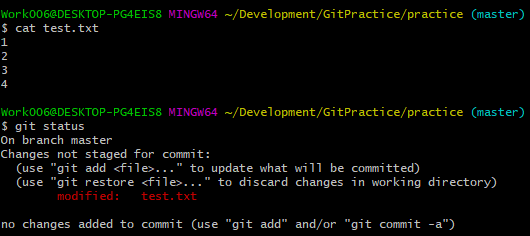 Work006@DESKTOP-PG4EIS8 MINGW64 ~/Development/GitPractice/practice (master)
$ cat test.txt
1
2
3
4
Work006@DESKTOP-PG4EIS8 MINGW64 ~/Development/GitPractice/practice (master)
$ git status
On branch master
Changes not staged for commit:
  (use "git add <file>..." to update what will be committed)
  (use "git restore <file>..." to discard changes in working directory)
        modified:   test.txt
no changes added to commit (use "git add" and/or "git commit -a")